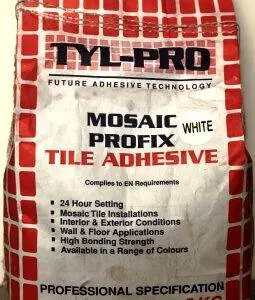 TYL-PRO
FUTURE ADHESIVE TECHNOLOGY
MOSAIC
PROFIX WHITE
TILE ADHESIVE
Complies to EN Requirements
▪ 24 Hour Setting
▪ Mosaic Tile Installations
▪ Interior & Exterior Conditions
▪ Wall & Floor Applications
▪ High Bonding Strength
▪ Available in a Range of Colours
PROFESSIONAL SPECIFICATION
KG